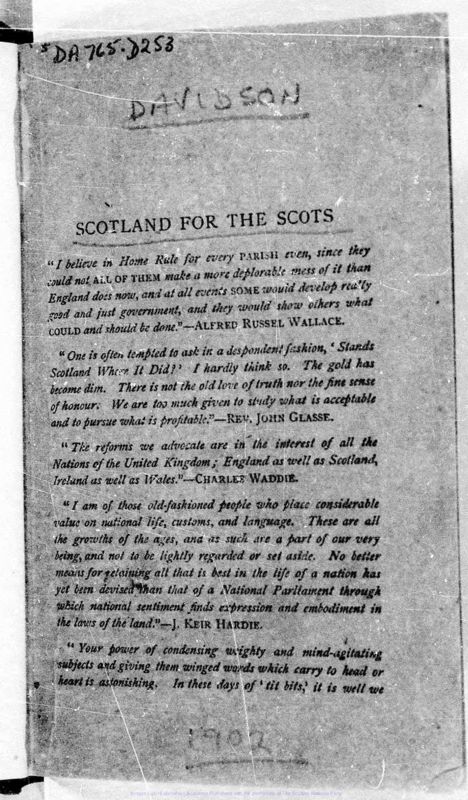 DA 765.D253
DAVIDSON
SCOTLAND FOR THE SCOTS
"I believe in Home Rule for every PARISH even, since they
could not ALL OF THEM make a more deplorable mess of it than
England does now, and at all events SOME would develop really
good and just government, and they would show others what
COULD and should be done."—ALFRED RUSSEL WALLACE.
"One is often tempted to ask in a despondent fashion, 'Stands
Scotland Where It Did?' I hardly think so. The gold has
become dim. There is not the old love of truth nor the fine sense
of honour. We are too much given to study what is acceptable
and to pursue what is profitable."—REV. JOHN GLASSE.
"The reforms we advocate are in the interest of all the
Nations of the United Kingdom; England as well as Scotland,
Ireland as well as Wales."—CHARLES WADDIE.
"I am of those old-fashioned people who place considerable
value on national life, customs, and language. These are all
the growths of the ages, and as such are a part of our very
being, and not to be lightly regarded or set aside. No better
means for retaining all that is best in the life of a nation has
yet been devised than that of a National Parliament through
which national sentiment finds expression and embodiment in
the laws of the land."—J. KEIR HARDIE.
"Your power of condensing weighty and mind-agitating
subjects and giving them winged words which carry to head or
heart is astonishing. In these days of 'tit bits,' it is well we
1902